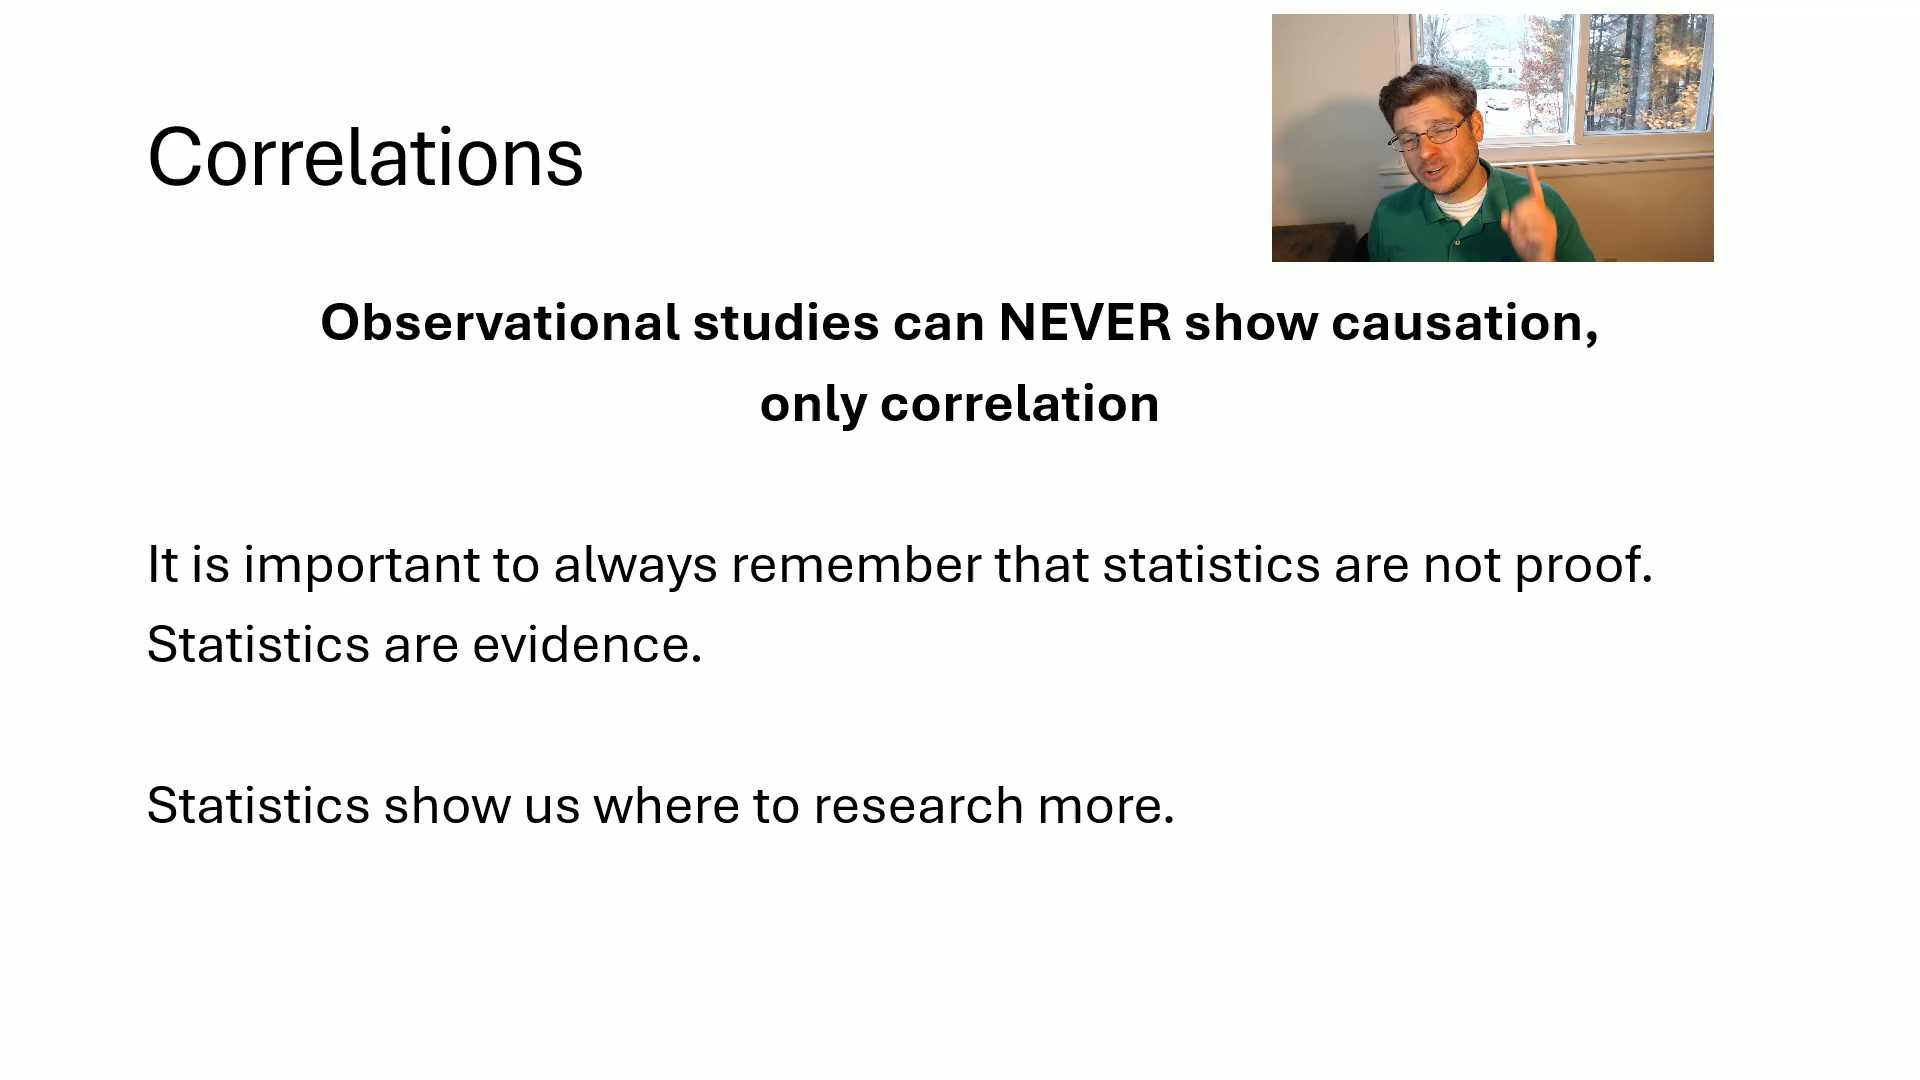 Correlations
Observational studies can NEVER show causation,
only correlation
It is important to always remember that statistics are not proof.
Statistics are evidence.
Statistics show us where to research more.